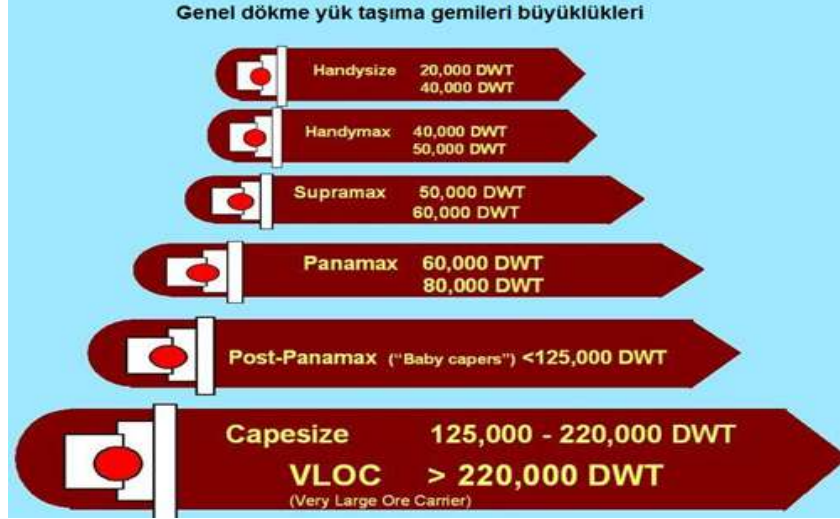 Genel dökme yük taşıma gemileri büyüklükleri
Handysize 20,000 DWT
40,000 DWT
Handymax 40,000 DWT
50,000 DWT
Supramax 50,000 DWT
60,000 DWT
Panamax 60,000 DWT
80,000 DWT
Post-Panamax ("Baby capers") <125,000 DWT
Capesize 125,000 - 220,000 DWT
VLOC > 220,000 DWT
(Very Large Ore Carrier)